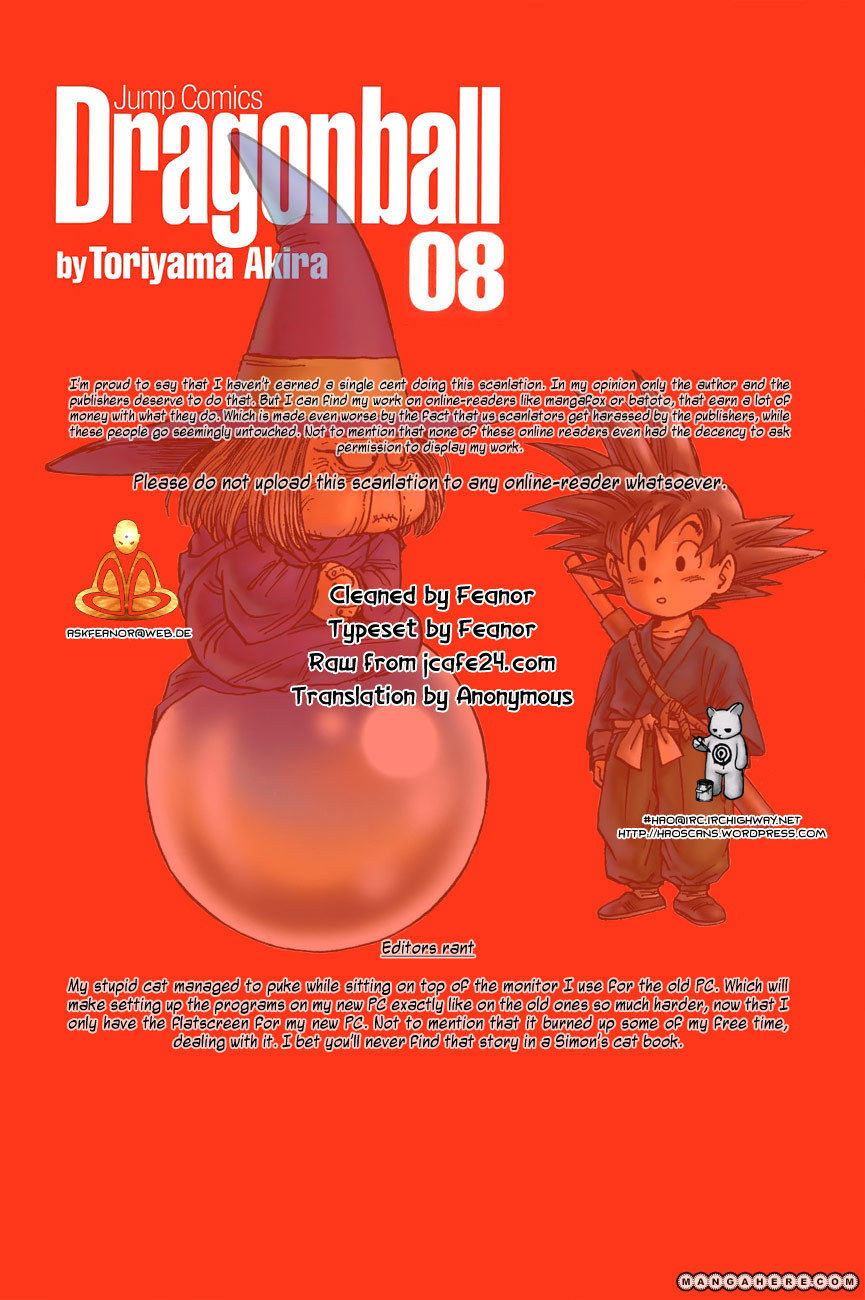 Jump Comics
Dragonball
by Toriyama Akira
08
I'm proud to say that I haven't earned a single cent doing this scanlation. In my opinion only the author and the
publishers deserve to do that. But I can find my work on online-readers like mangafox or batoto, that earn a lot of
money with what they do. Which is made even worse by the fact that us scanlators get harassed by the publishers, while
these people go seemingly untouched. Not to mention that none of these online readers even had the decency to ask
permission to display my work.
Please do not upload this scanlation to any online-reader whatsoever.
ASKFEANOR@WEB.DE
Cleaned by Feanor
Typeset by Feanor
Raw from jcafe24.com
Translation by Anonymous
#HAO@IRC.IRCHIGHWAY.NET
HTTP://HAOSCANS.WORDPRESS.COM
Editors rant
My stupid cat managed to puke while sitting on top of the monitor I use for the old PC. Which will
make setting up the programs on my new PC exactly like on the old ones so much harder, now that I
only have the flatscreen for my new PC. Not to mention that it burned up some of my free time,
dealing with it. I bet you'll never find that story in a Simon's cat book.
MANGAHERE.COM